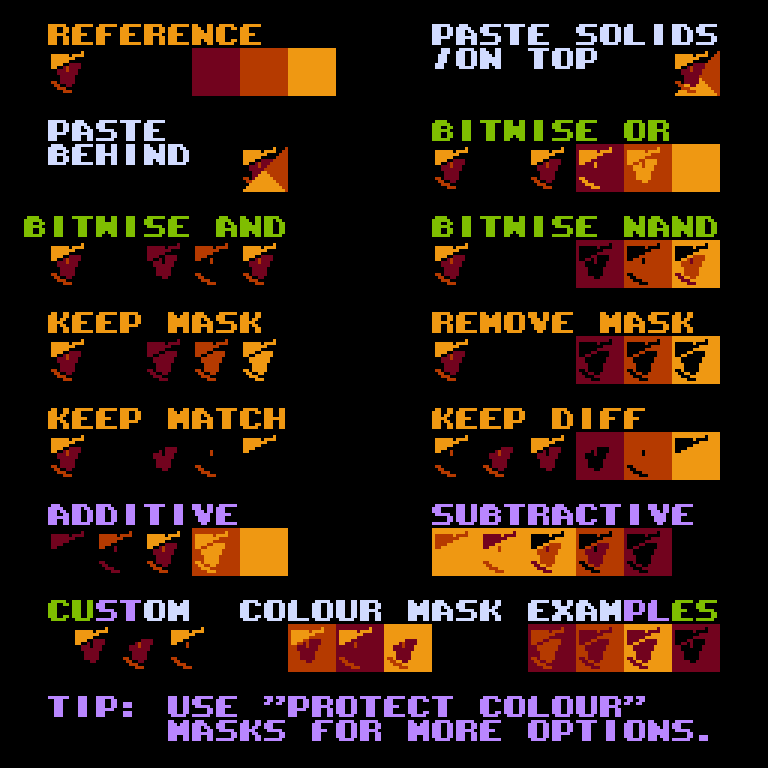 REFERENCE
PASTE SOLIDS
/ON TOP
PASTE
BEHIND
BITWISE OR
BITWISE AND
BITWISE NAND
KEEP MASK
REMOVE MASK
KEEP MATCH
KEEP DIFF
ADDITIVE
SUBTRACTIVE
CUSTOM COLOUR MASK EXAMPLES
TIP: USE "PROTECT COLOUR"
MASKS FOR MORE OPTIONS.